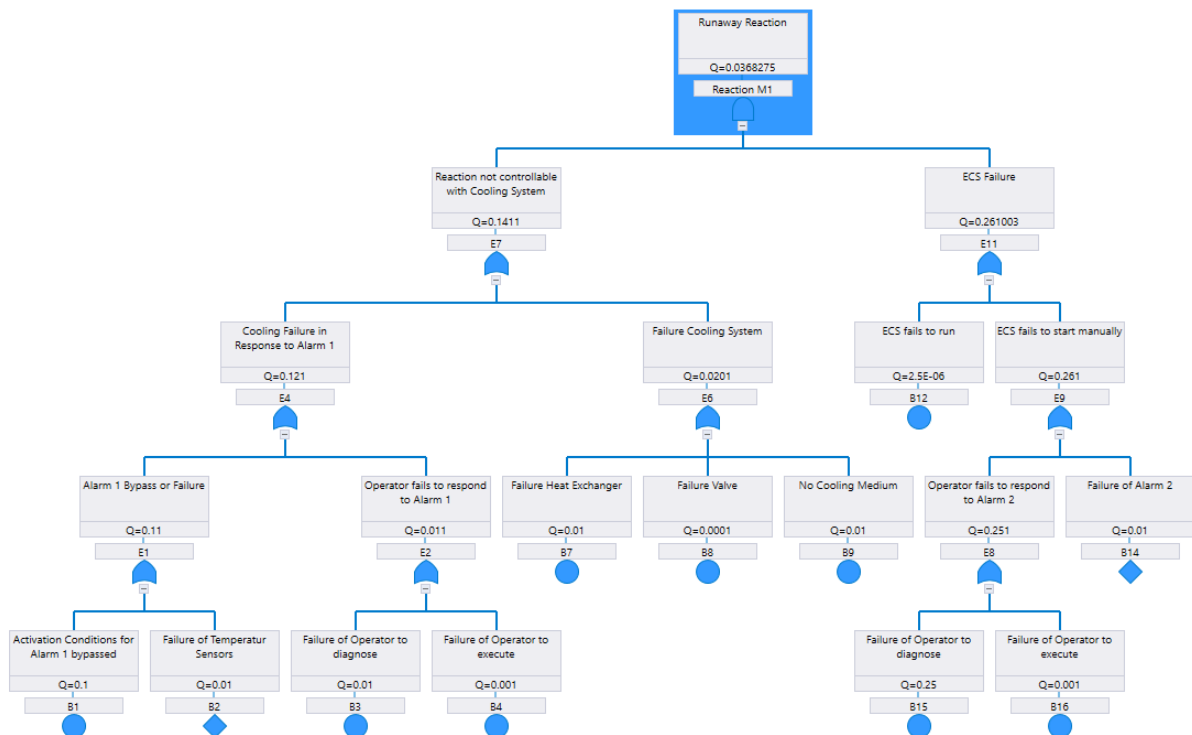 Runaway Reaction
Q=0.0368275
Reaction M1
Reaction not controllable
with Cooling System
Q=0.1411
E7
ECS Failure
Q=0.261003
E11
Cooling Failure in
Response to Alarm 1
Q=0.121
E4
Failure Cooling System
Q=0.0201
E6
ECS fails to run
Q=2.5E-06
B12
ECS fails to start manually
Q=0.261
E9
Alarm 1 Bypass or Failure
Q=0.11
E1
Operator fails to respond
to Alarm 1
Q=0.011
E2
Failure Heat Exchanger
Q=0.01
B7
Failure Valve
Q=0.0001
B8
No Cooling Medium
Q=0.01
B9
Operator fails to respond
to Alarm 2
Q=0.251
E8
Failure of Alarm 2
Q=0.01
B14
Activation Conditions for
Alarm 1 bypassed
Q=0.1
B1
Failure of Temperatur
Sensors
Q=0.01
B2
Failure of Operator to
diagnose
Q=0.01
B3
Failure of Operator to
execute
Q=0.001
B4
Failure of Operator to
diagnose
Q=0.25
B15
Failure of Operator to
execute
Q=0.001
B16